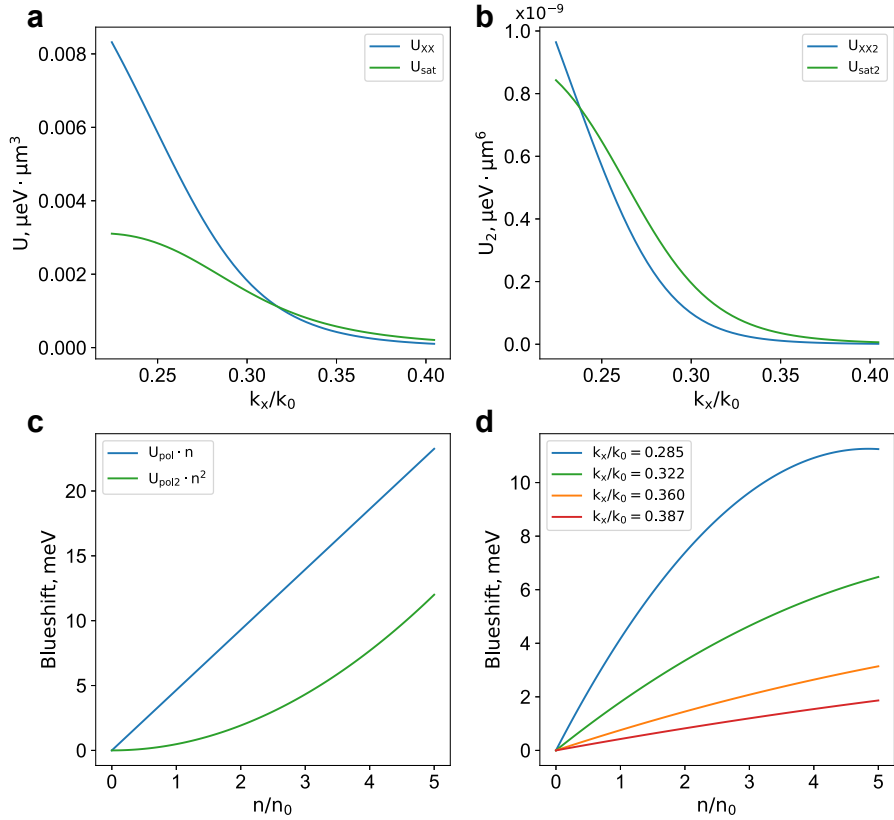 a
U_XX
U_sat
0.008
0.006
0.004
0.002
0.000
U, μeV · μm³
0.25 0.30 0.35 0.40
k_x/k_0
b
×10⁻⁹
U_XX2
U_sat2
1.0
0.8
0.6
0.4
0.2
0.0
U_2, μeV · μm⁶
0.25 0.30 0.35 0.40
k_x/k_0
c
U_pol · n
U_pol2 · n²
20
15
10
5
0
Blueshift, meV
0 1 2 3 4 5
n/n_0
d
k_x/k_0 = 0.285
k_x/k_0 = 0.322
k_x/k_0 = 0.360
k_x/k_0 = 0.387
10
8
6
4
2
0
Blueshift, meV
0 1 2 3 4 5
n/n_0